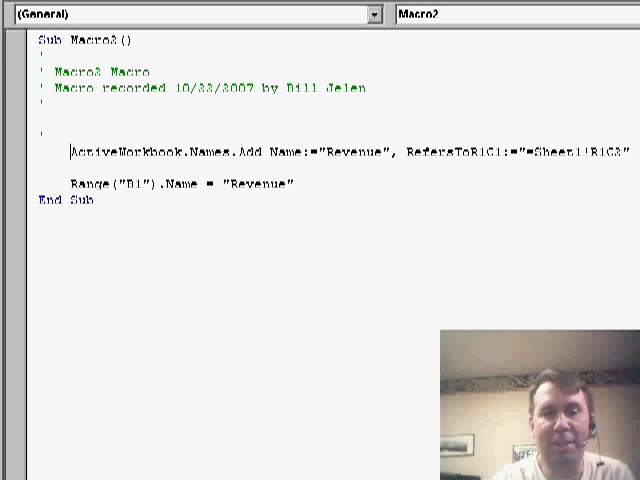 (General)
Macro2
Sub Macro2()
'
' Macro2 Macro
' Macro recorded 10/22/2007 by Bill Jelen
'
'
ActiveWorkbook.Names.Add Name:="Revenue", RefersToR1C1:="=Sheet1!R1C2"
Range("B1").Name = "Revenue"
End Sub